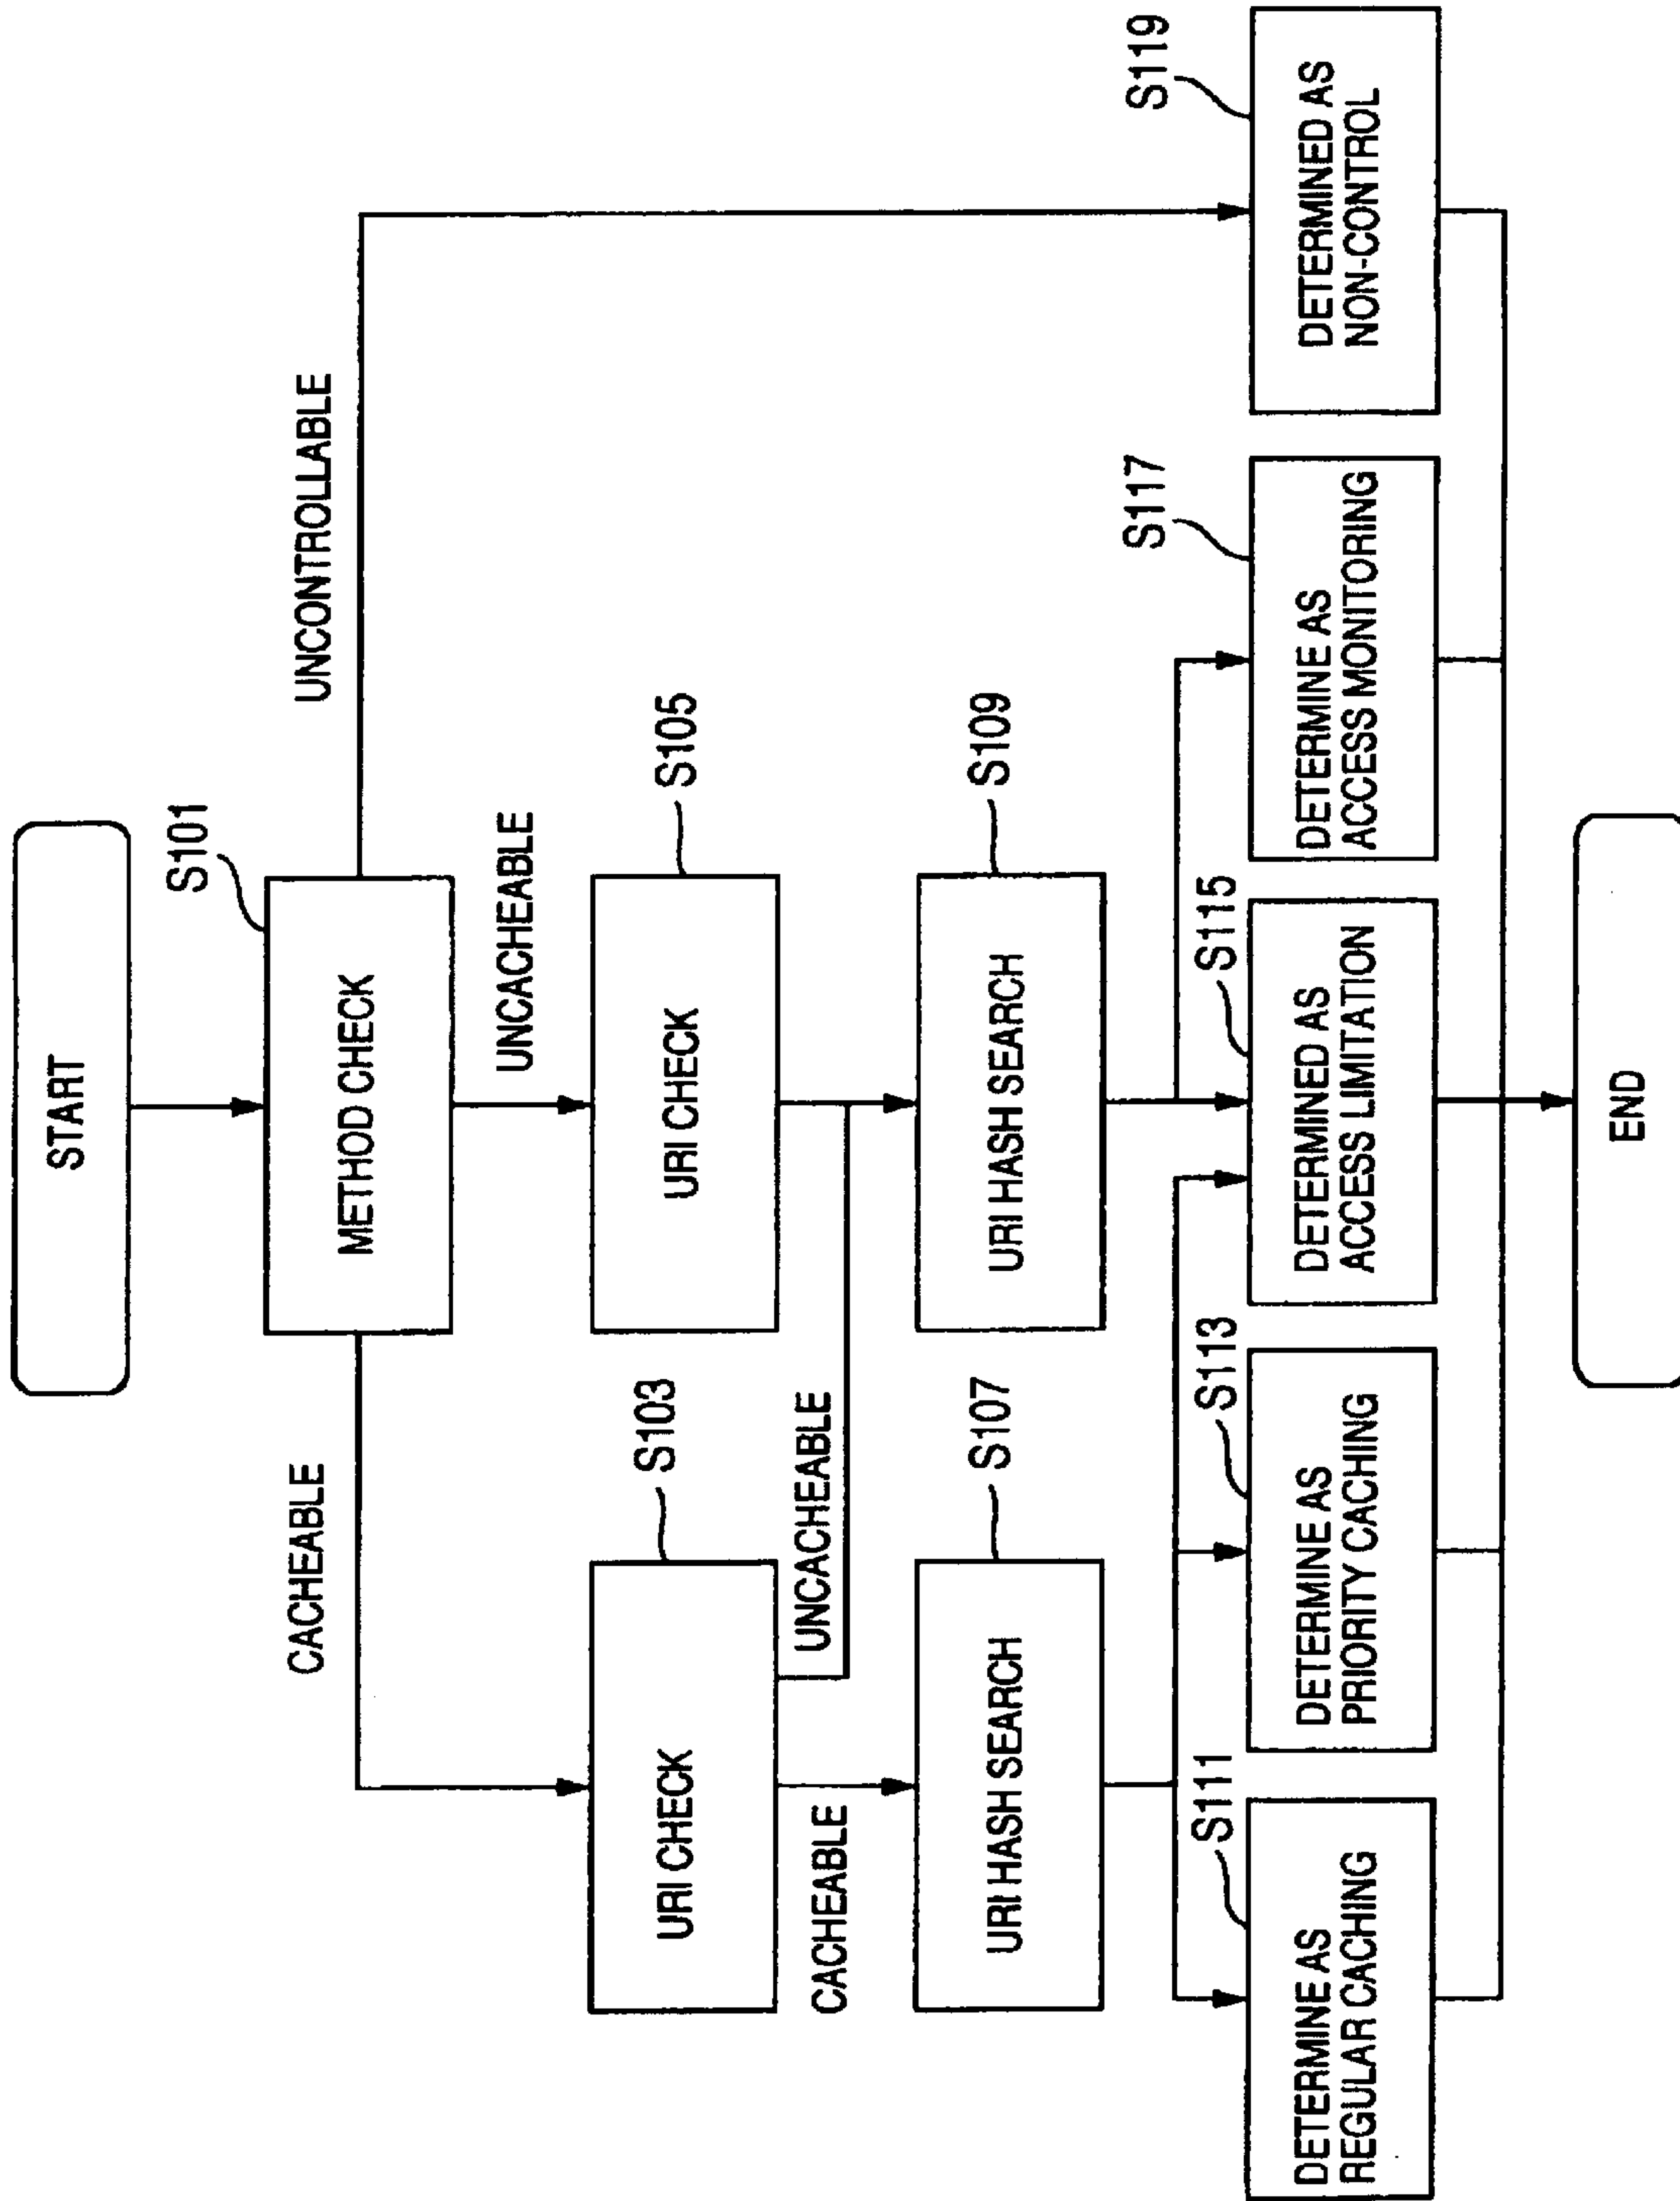 START
S101
METHOD CHECK
CACHEABLE
UNCACHEABLE
UNCONTROLLABLE
S103
URI CHECK
S105
URI CHECK
UNCACHEABLE
CACHEABLE
S107
URI HASH SEARCH
S109
URI HASH SEARCH
S111
DETERMINE AS
REGULAR CACHING
S113
DETERMINE AS
PRIORITY CACHING
S115
DETERMINED AS
ACCESS LIMITATION
S117
DETERMINE AS
ACCESS MONITORING
S119
DETERMINED AS
NON-CONTROL
END